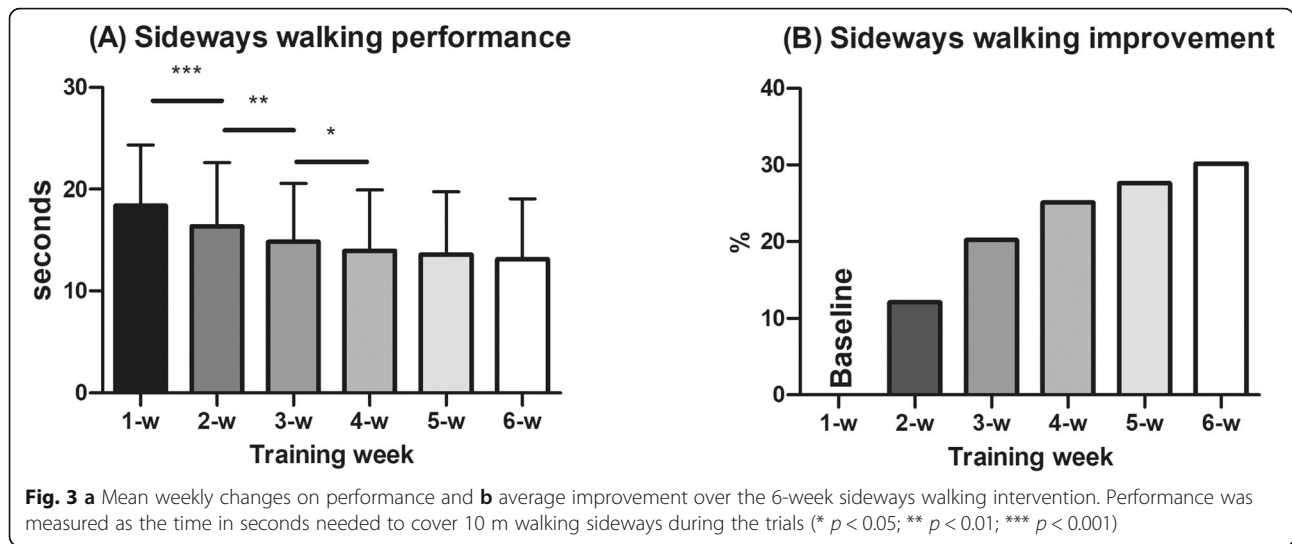 (A) Sideways walking performance
***
**
*
30
20
10
0
seconds
1-w 2-w 3-w 4-w 5-w 6-w
Training week
(B) Sideways walking improvement
40
30
20
10
0
%
Baseline
1-w 2-w 3-w 4-w 5-w 6-w
Training week
Fig. 3 a Mean weekly changes on performance and b average improvement over the 6-week sideways walking intervention. Performance was
measured as the time in seconds needed to cover 10 m walking sideways during the trials (* p < 0.05; ** p < 0.01; *** p < 0.001)